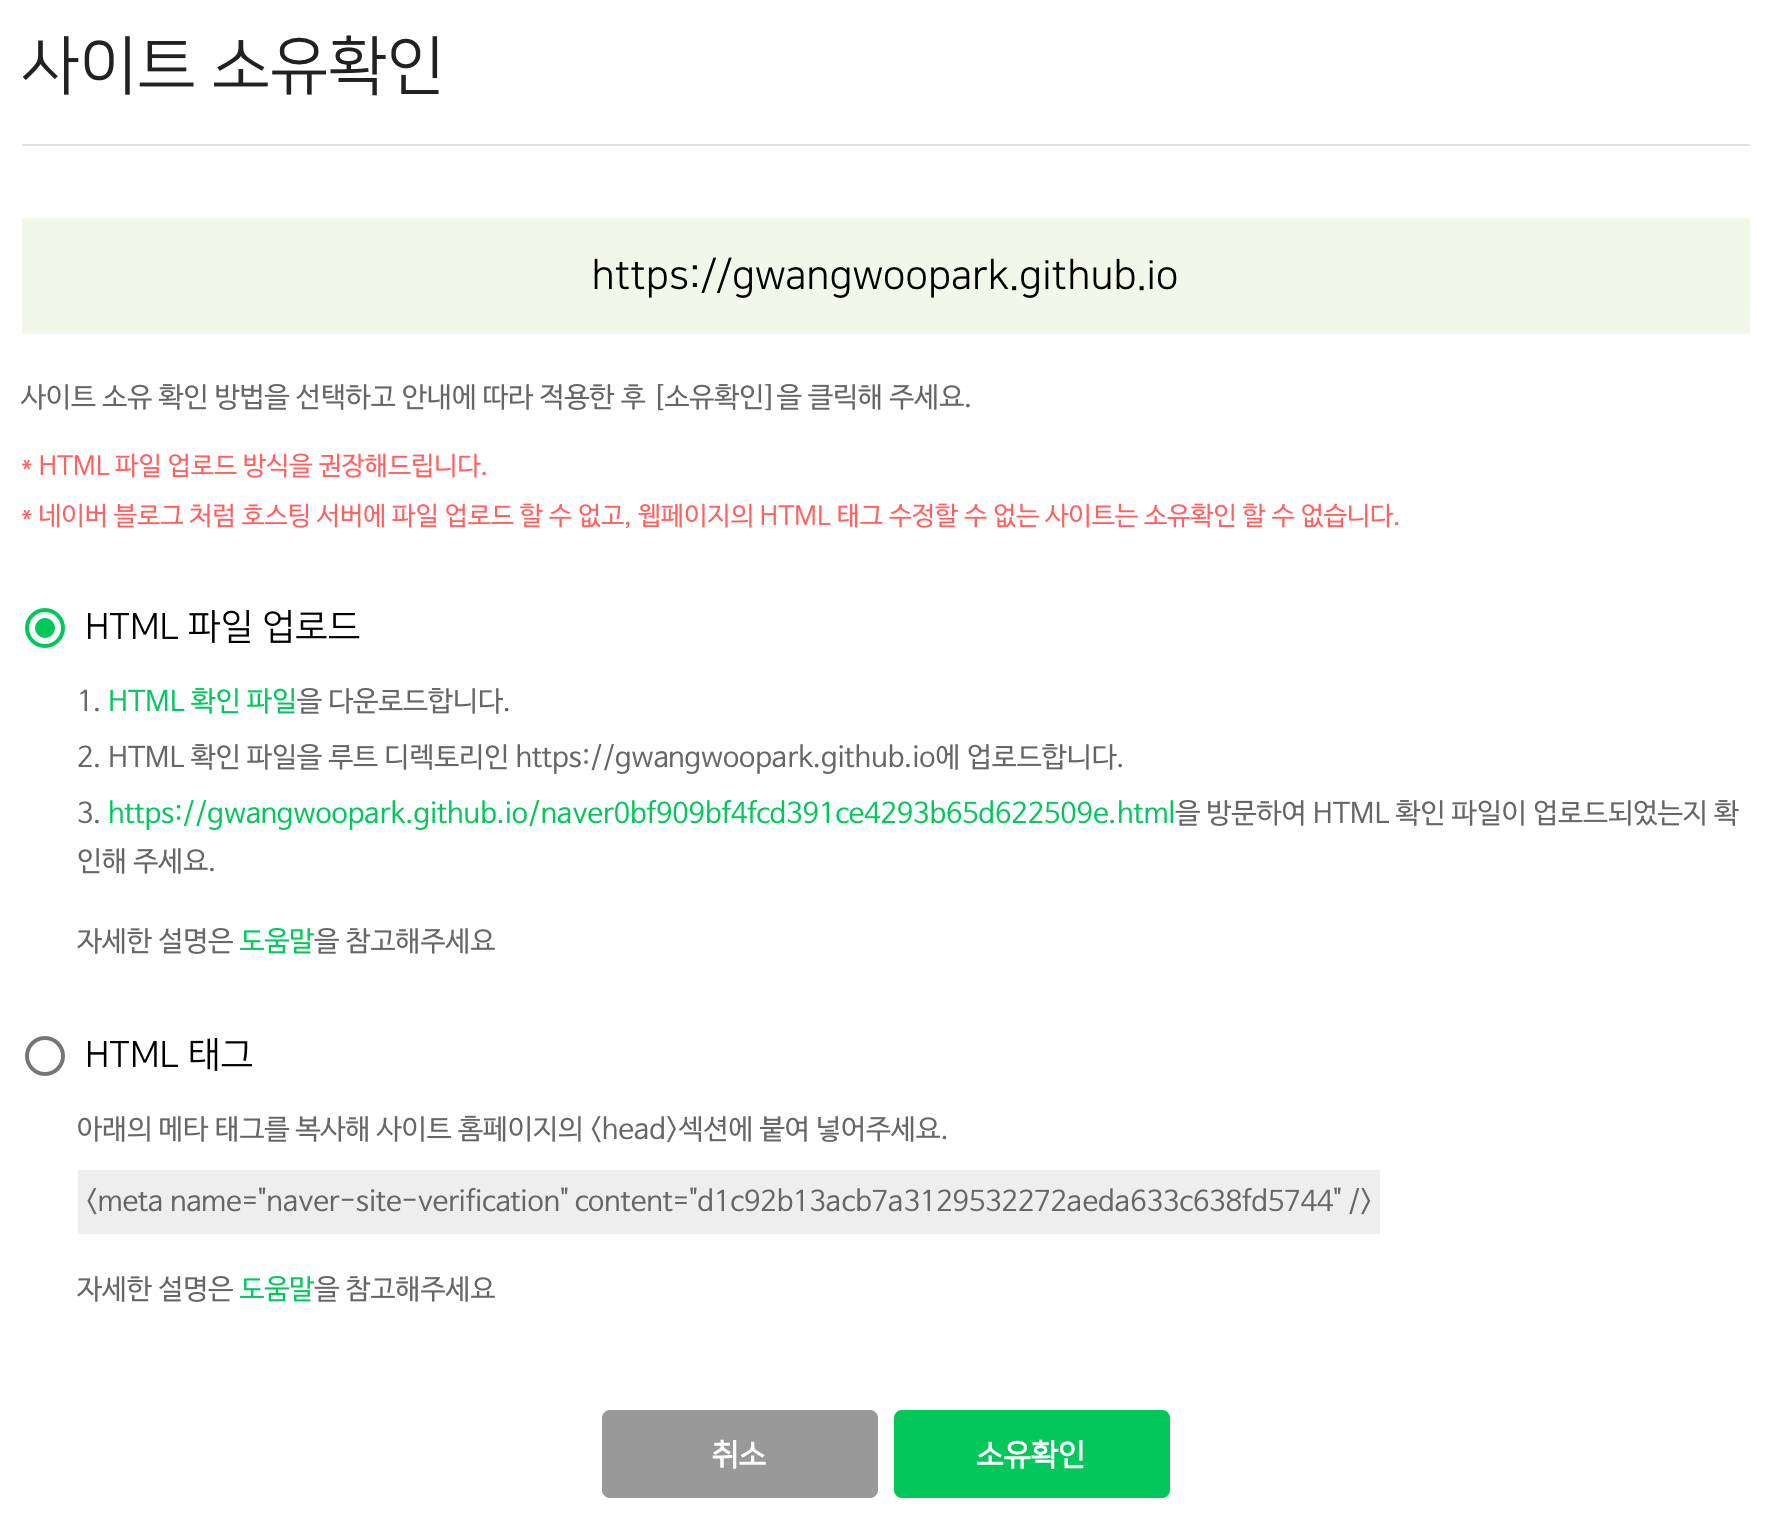 사이트 소유확인
https://gwangwoopark.github.io
사이트 소유 확인 방법을 선택하고 안내에 따라 적용한 후 [소유확인]을 클릭해 주세요.
* HTML 파일 업로드 방식을 권장해드립니다.
* 네이버 블로그 처럼 호스팅 서버에 파일 업로드 할 수 없고, 웹페이지의 HTML 태그 수정할 수 없는 사이트는 소유확인 할 수 없습니다.
HTML 파일 업로드
1. HTML 확인 파일을 다운로드합니다.
2. HTML 확인 파일을 루트 디렉토리인 https://gwangwoopark.github.io에 업로드합니다.
3. https://gwangwoopark.github.io/naver0bf909bf4fcd391ce4293b65d622509e.html을 방문하여 HTML 확인 파일이 업로드되었는지 확
인해 주세요.
자세한 설명은 도움말을 참고해주세요
HTML 태그
아래의 메타 태그를 복사해 사이트 홈페이지의 <head>섹션에 붙여 넣어주세요.
<meta name="naver-site-verification" content="d1c92b13acb7a3129532272aeda633c638fd5744" />
자세한 설명은 도움말을 참고해주세요
취소
소유확인